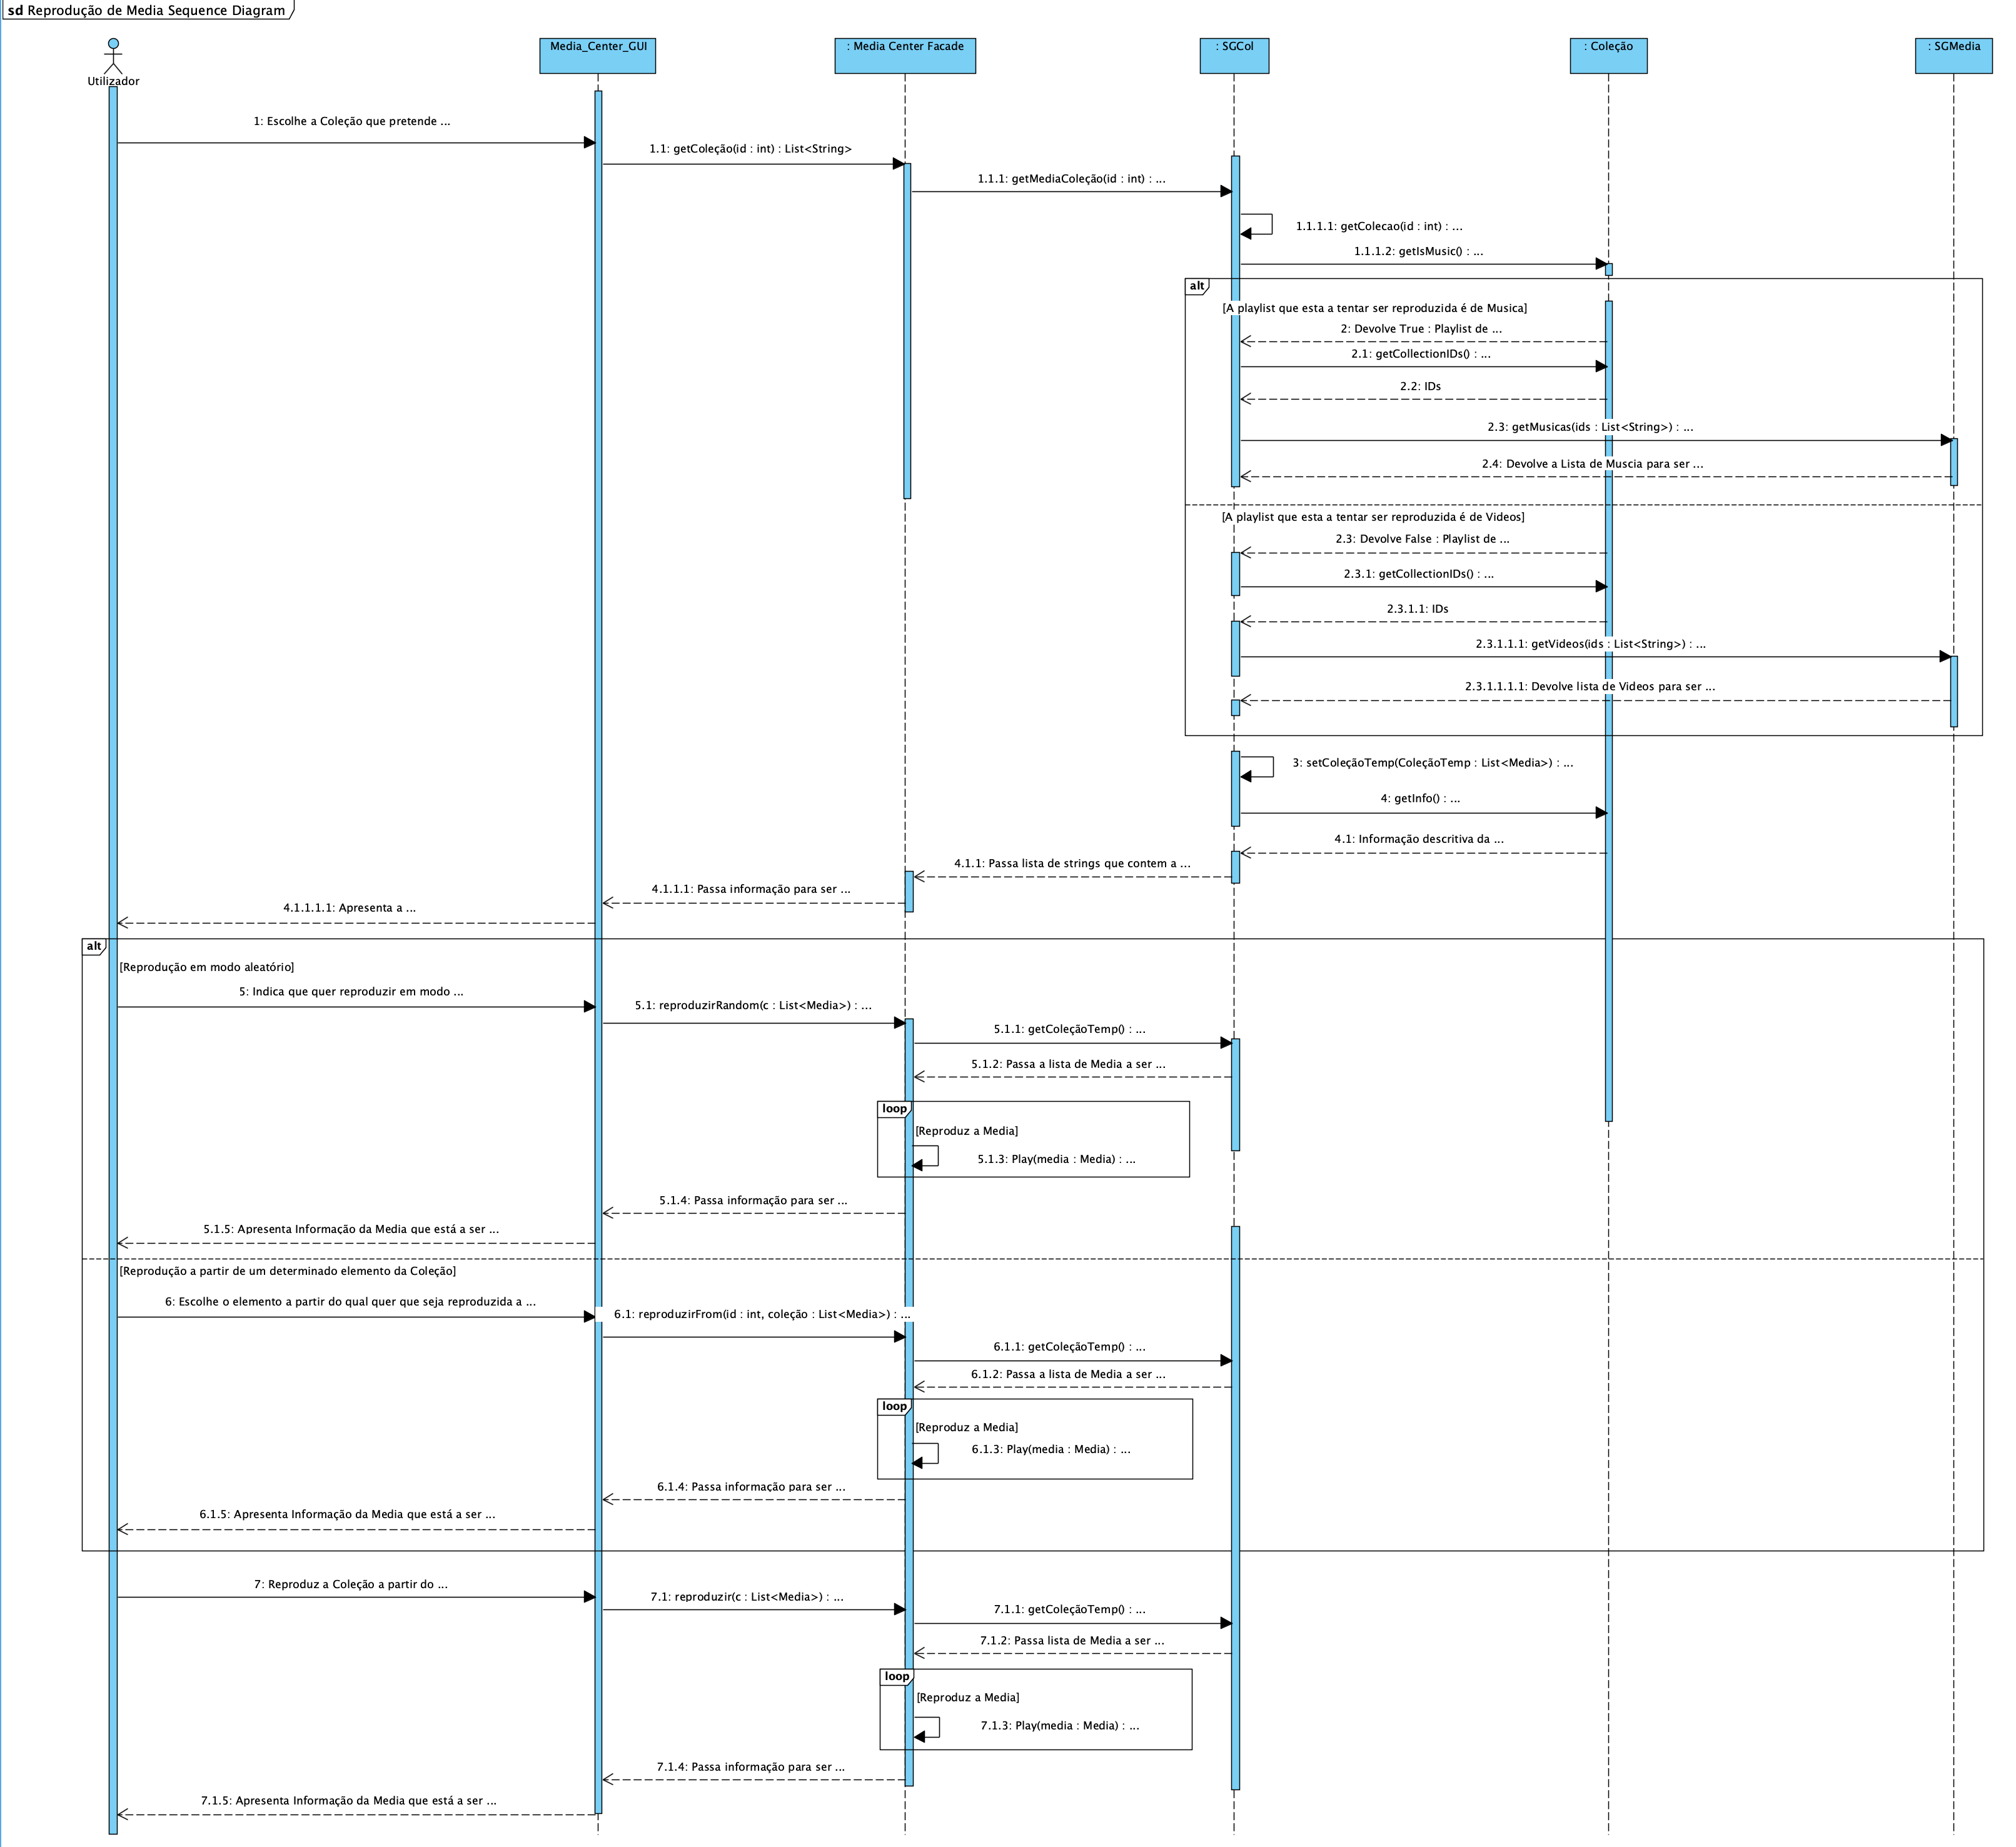 sd Reprodução de Media Sequence Diagram
Utilizador
Media_Center_GUI
: Media Center Facade
: SGCol
: Coleção
: SGMedia
1: Escolhe a Coleção que pretende ...
1.1: getColeção(id : int) : List<String>
1.1.1: getMediaColeção(id : int) : ...
1.1.1.1: getColecao(id : int) : ...
1.1.1.2: getIsMusic() : ...
alt
[A playlist que esta a tentar ser reproduzida é de Musica]
2: Devolve True : Playlist de ...
2.1: getCollectionIDs() : ...
2.2: IDs
2.3: getMusicas(ids : List<String>) : ...
2.4: Devolve a Lista de Muscia para ser ...
[A playlist que esta a tentar ser reproduzida é de Videos]
2.3: Devolve False : Playlist de ...
2.3.1: getCollectionIDs() : ...
2.3.1.1: IDs
2.3.1.1.1: getVideos(ids : List<String>) : ...
2.3.1.1.1.1: Devolve lista de Videos para ser ...
3: setColeçãoTemp(ColeçãoTemp : List<Media>) : ...
4: getInfo() : ...
4.1: Informação descritiva da ...
4.1.1: Passa lista de strings que contem a ...
4.1.1.1: Passa informação para ser ...
4.1.1.1.1: Apresenta a ...
alt
[Reprodução em modo aleatório]
5: Indica que quer reproduzir em modo ...
5.1: reproduzirRandom(c : List<Media>) : ...
5.1.1: getColeçãoTemp() : ...
5.1.2: Passa a lista de Media a ser ...
loop
[Reproduz a Media]
5.1.3: Play(media : Media) : ...
5.1.4: Passa informação para ser ...
5.1.5: Apresenta Informação da Media que está a ser ...
[Reprodução a partir de um determinado elemento da Coleção]
6: Escolhe o elemento a partir do qual quer que seja reproduzida a ...
6.1: reproduzirFrom(id : int, coleção : List<Media>) : ...
6.1.1: getColeçãoTemp() : ...
6.1.2: Passa a lista de Media a ser ...
loop
[Reproduz a Media]
6.1.3: Play(media : Media) : ...
6.1.4: Passa informação para ser ...
6.1.5: Apresenta Informação da Media que está a ser ...
7: Reproduz a Coleção a partir do ...
7.1: reproduzir(c : List<Media>) : ...
7.1.1: getColeçãoTemp() : ...
7.1.2: Passa lista de Media a ser ...
loop
[Reproduz a Media]
7.1.3: Play(media : Media) : ...
7.1.4: Passa informação para ser ...
7.1.5: Apresenta Informação da Media que está a ser ...